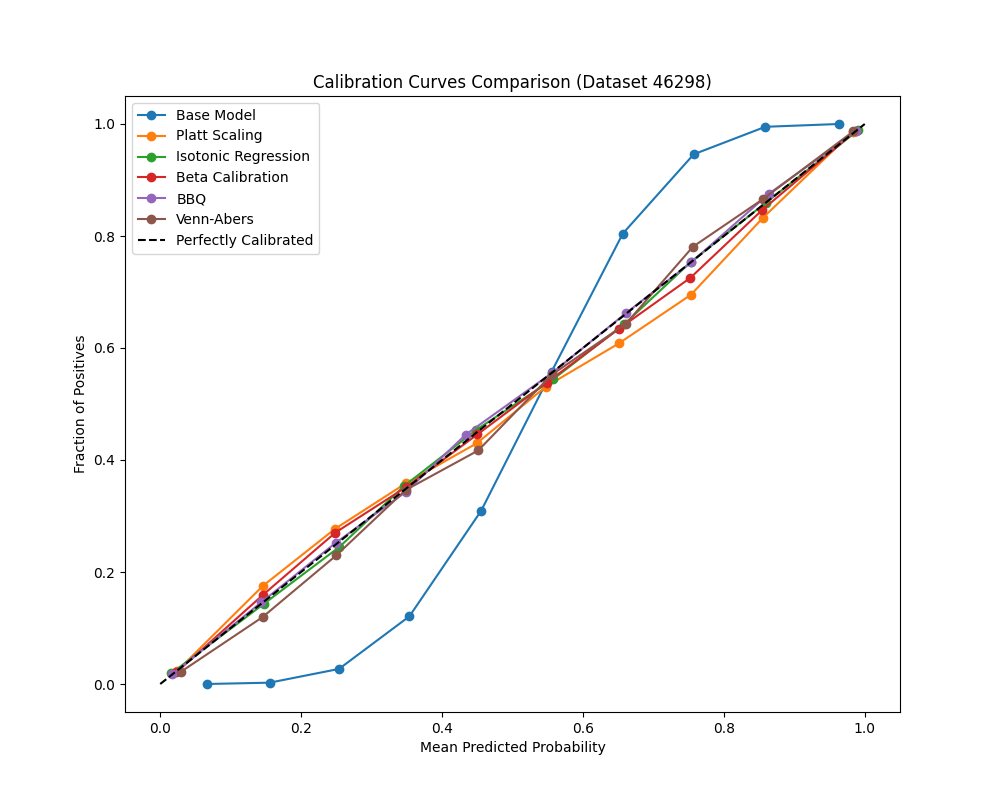 Calibration Curves Comparison (Dataset 46298)
Base Model
Platt Scaling
Isotonic Regression
Beta Calibration
BBQ
Venn-Abers
Perfectly Calibrated
1.0
0.8
0.6
0.4
0.2
0.0
Fraction of Positives
0.0 0.2 0.4 0.6 0.8 1.0
Mean Predicted Probability